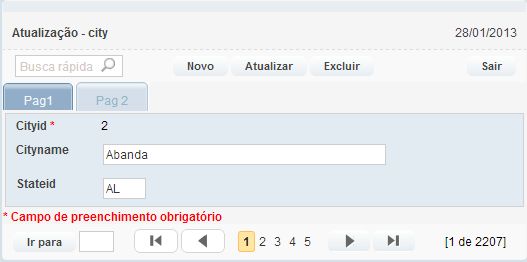 Atualização - city 28/01/2013
Busca rápida Novo Atualizar Excluir Sair
Pag1 Pag 2
Cityid * 2
Cityname Abanda
Stateid AL
* Campo de preenchimento obrigatório
Ir para 1 2 3 4 5 [1 de 2207]